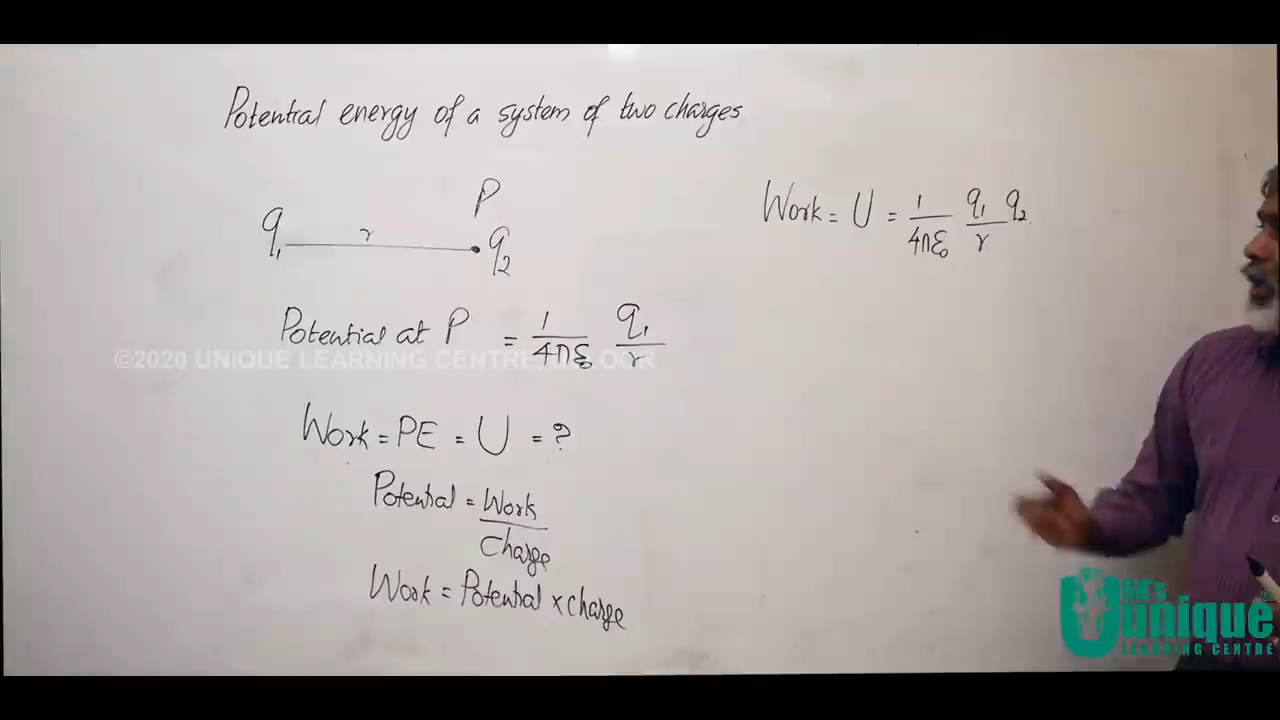 Potential energy of a system of two charges
P
q₁ r q₂
Potential at P = 1/4πε₀ q₁/r
©2020 UNIQUE LEARNING CENTRE
Work = PE = U = ?
Potential = Work/Charge
Work = Potential × charge
Work = U = 1/4πε₀ q₁ q₂/r
GK's
Unique
LEARNING CENTRE